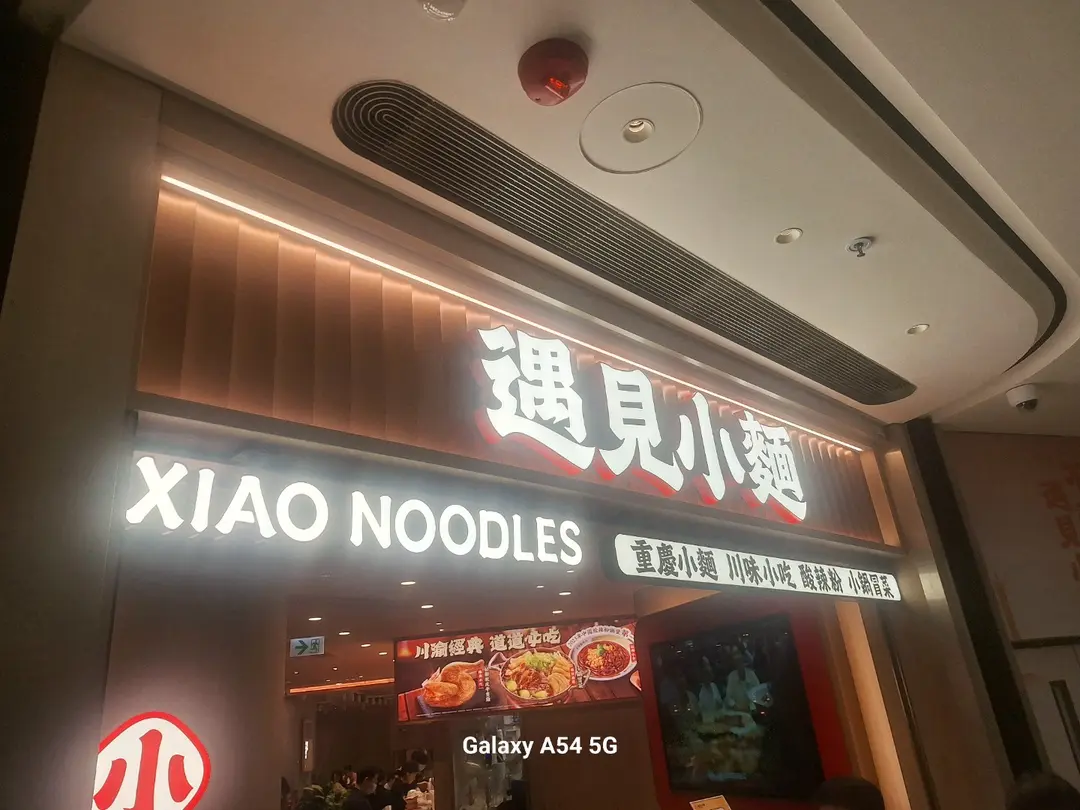 遇見小麵
XIAO NOODLES
重慶小麵 川味小吃 酸辣粉 小鍋冒菜
川渝經典 道道好吃
小
Galaxy A54 5G